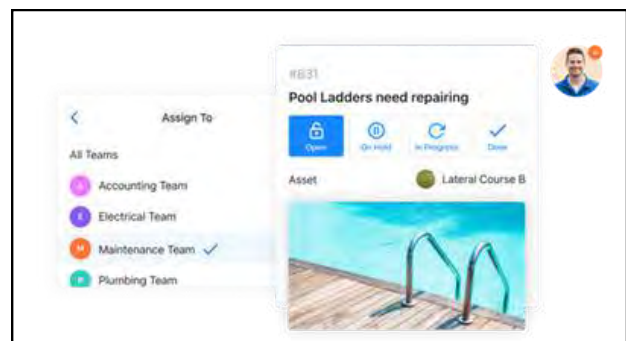 #831
Pool Ladders need repairing
Open
On Hold
In Progress
Done
Asset
Lateral Course B
Assign To
All Teams
Accounting Team
E
Electrical Team
M
Maintenance Team
Plumbing Team